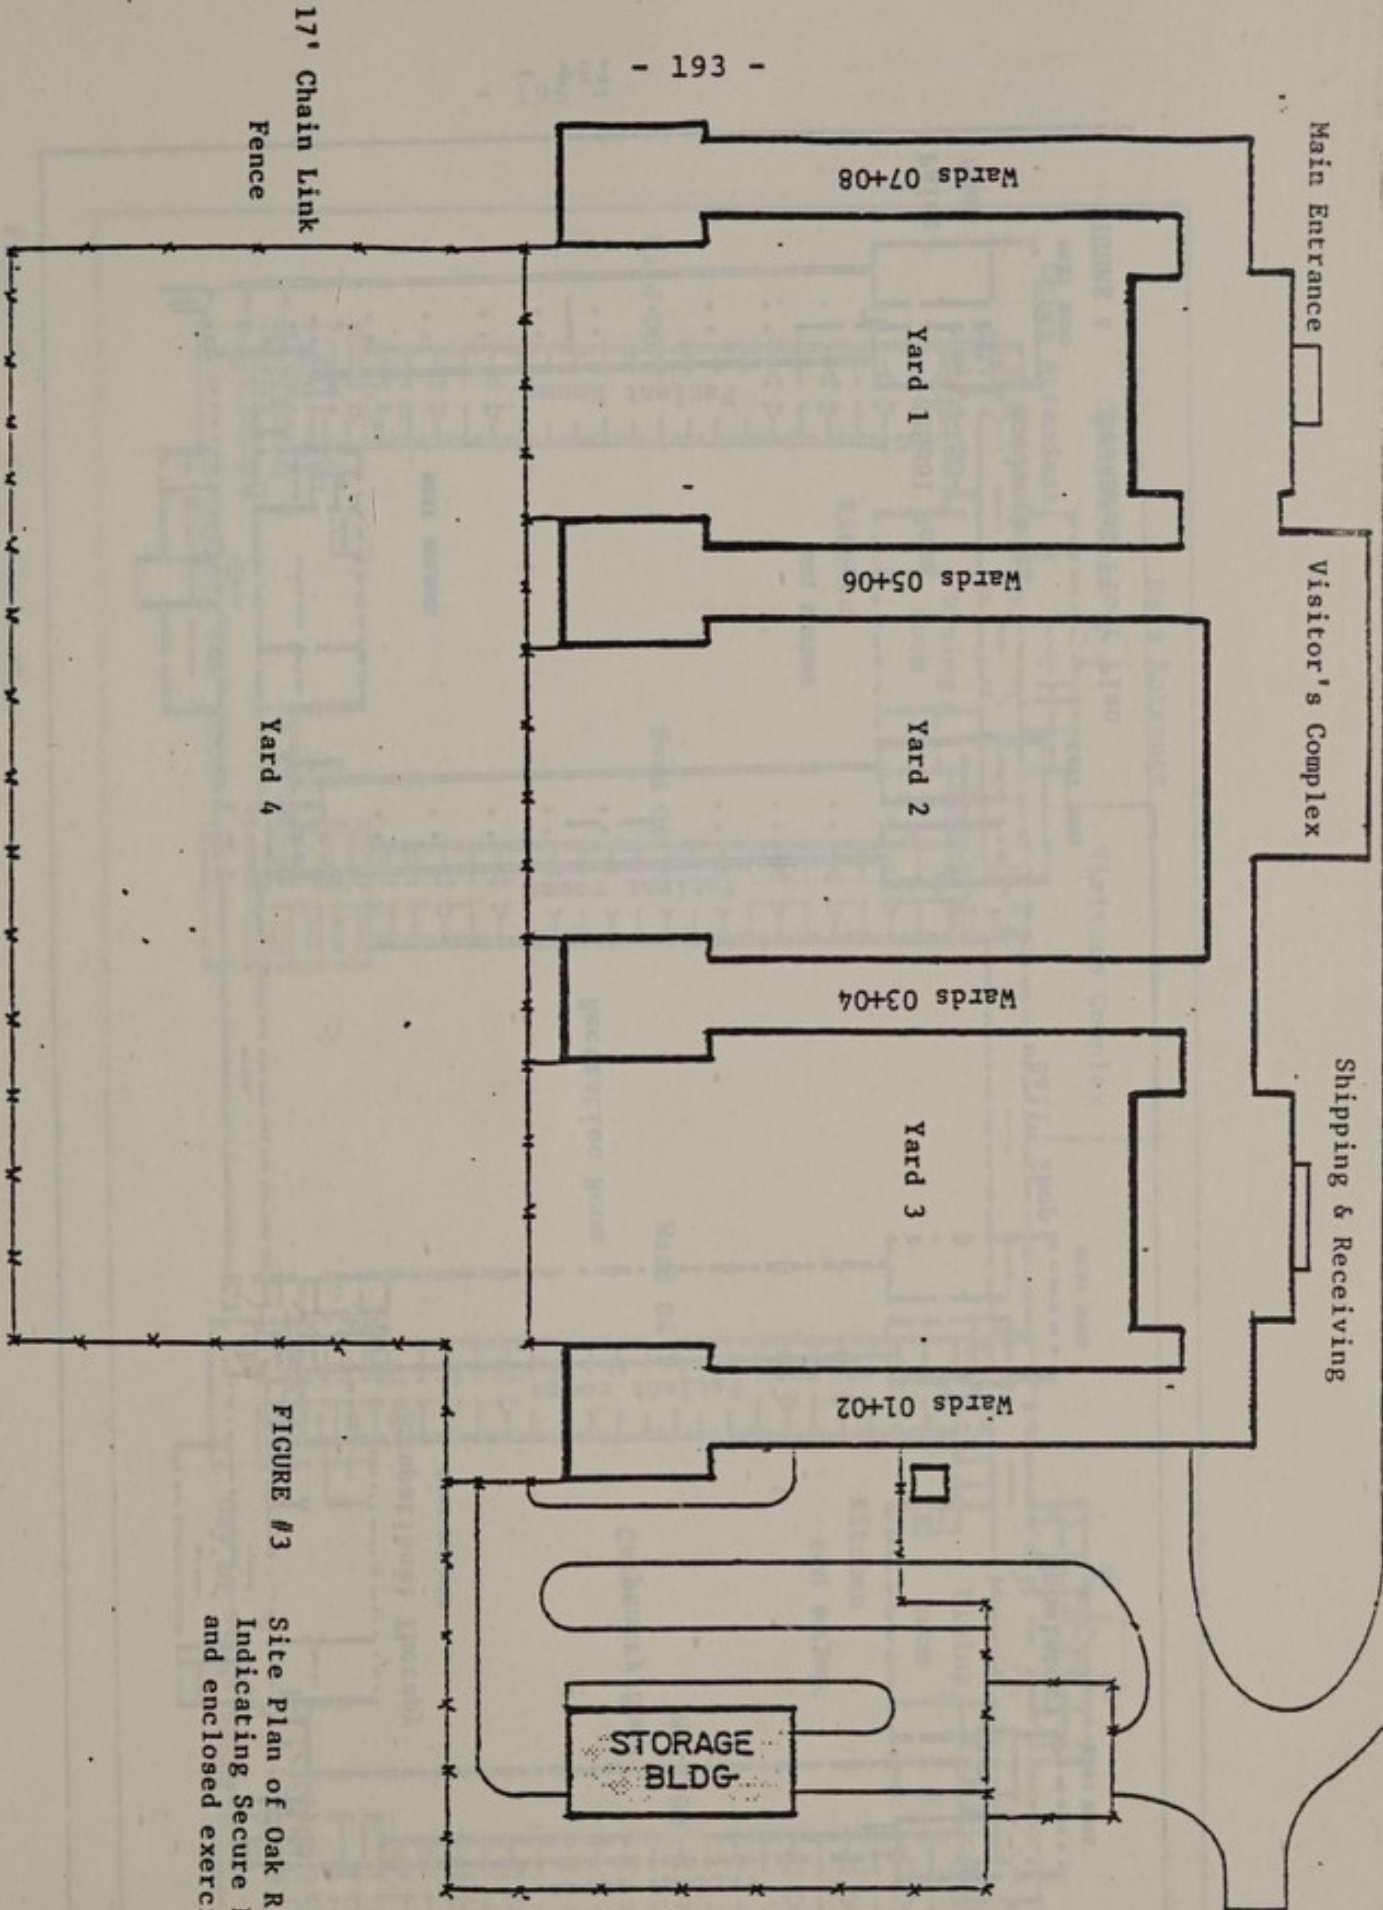 - 193 -
Main Entrance
Visitor's Complex
Shipping & Receiving
Wards 07+08
Yard 1
Wards 05+06
Yard 2
Wards 03+04
Yard 3
Wards 01+02
17' Chain Link
Fence
Yard 4
STORAGE
BLDG
FIGURE #3 Site Plan of Oak R
Indicating Secure
and enclosed exerc